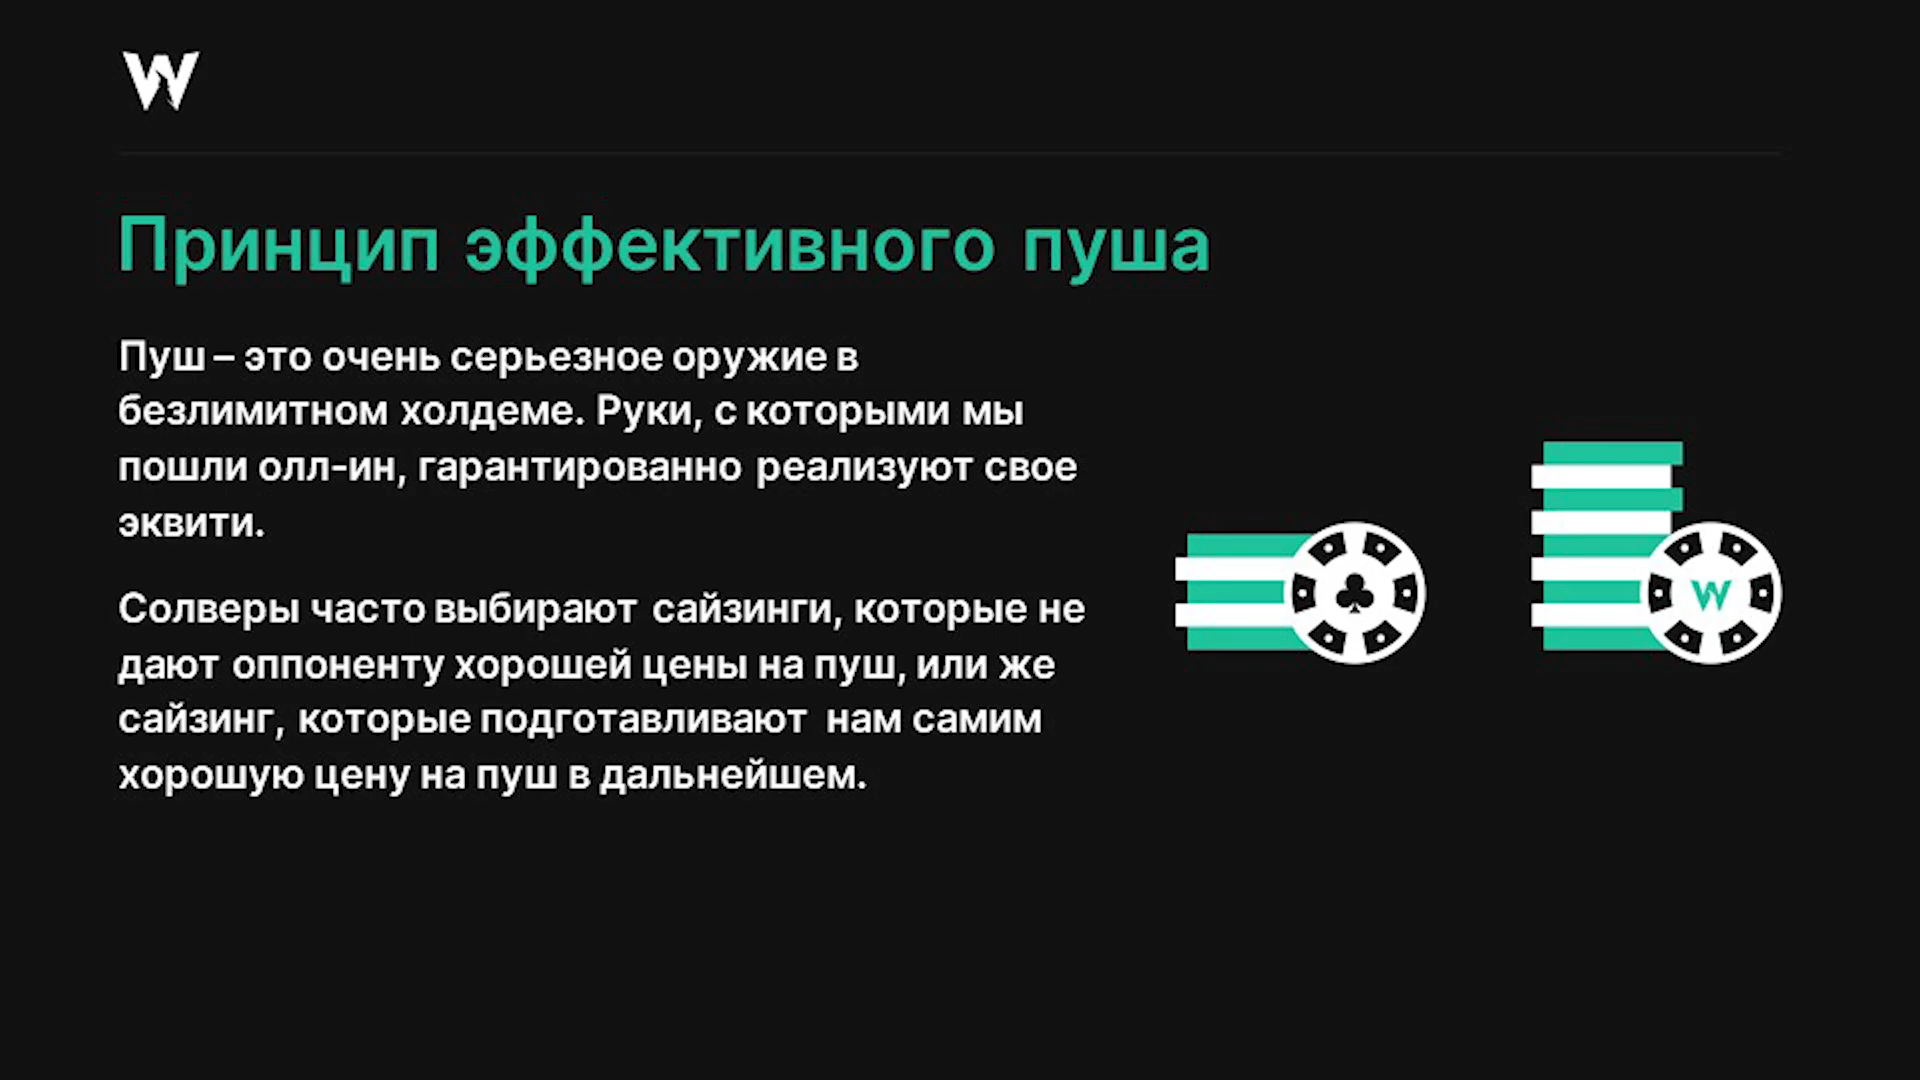 W
Принцип эффективного пуша
Пуш – это очень серьезное оружие в
безлимитном холдеме. Руки, с которыми мы
пошли олл-ин, гарантированно реализуют свое
эквити.
Солверы часто выбирают сайзинги, которые не
дают оппоненту хорошей цены на пуш, или же
сайзинг, которые подготавливают нам самим
хорошую цену на пуш в дальнейшем.
W